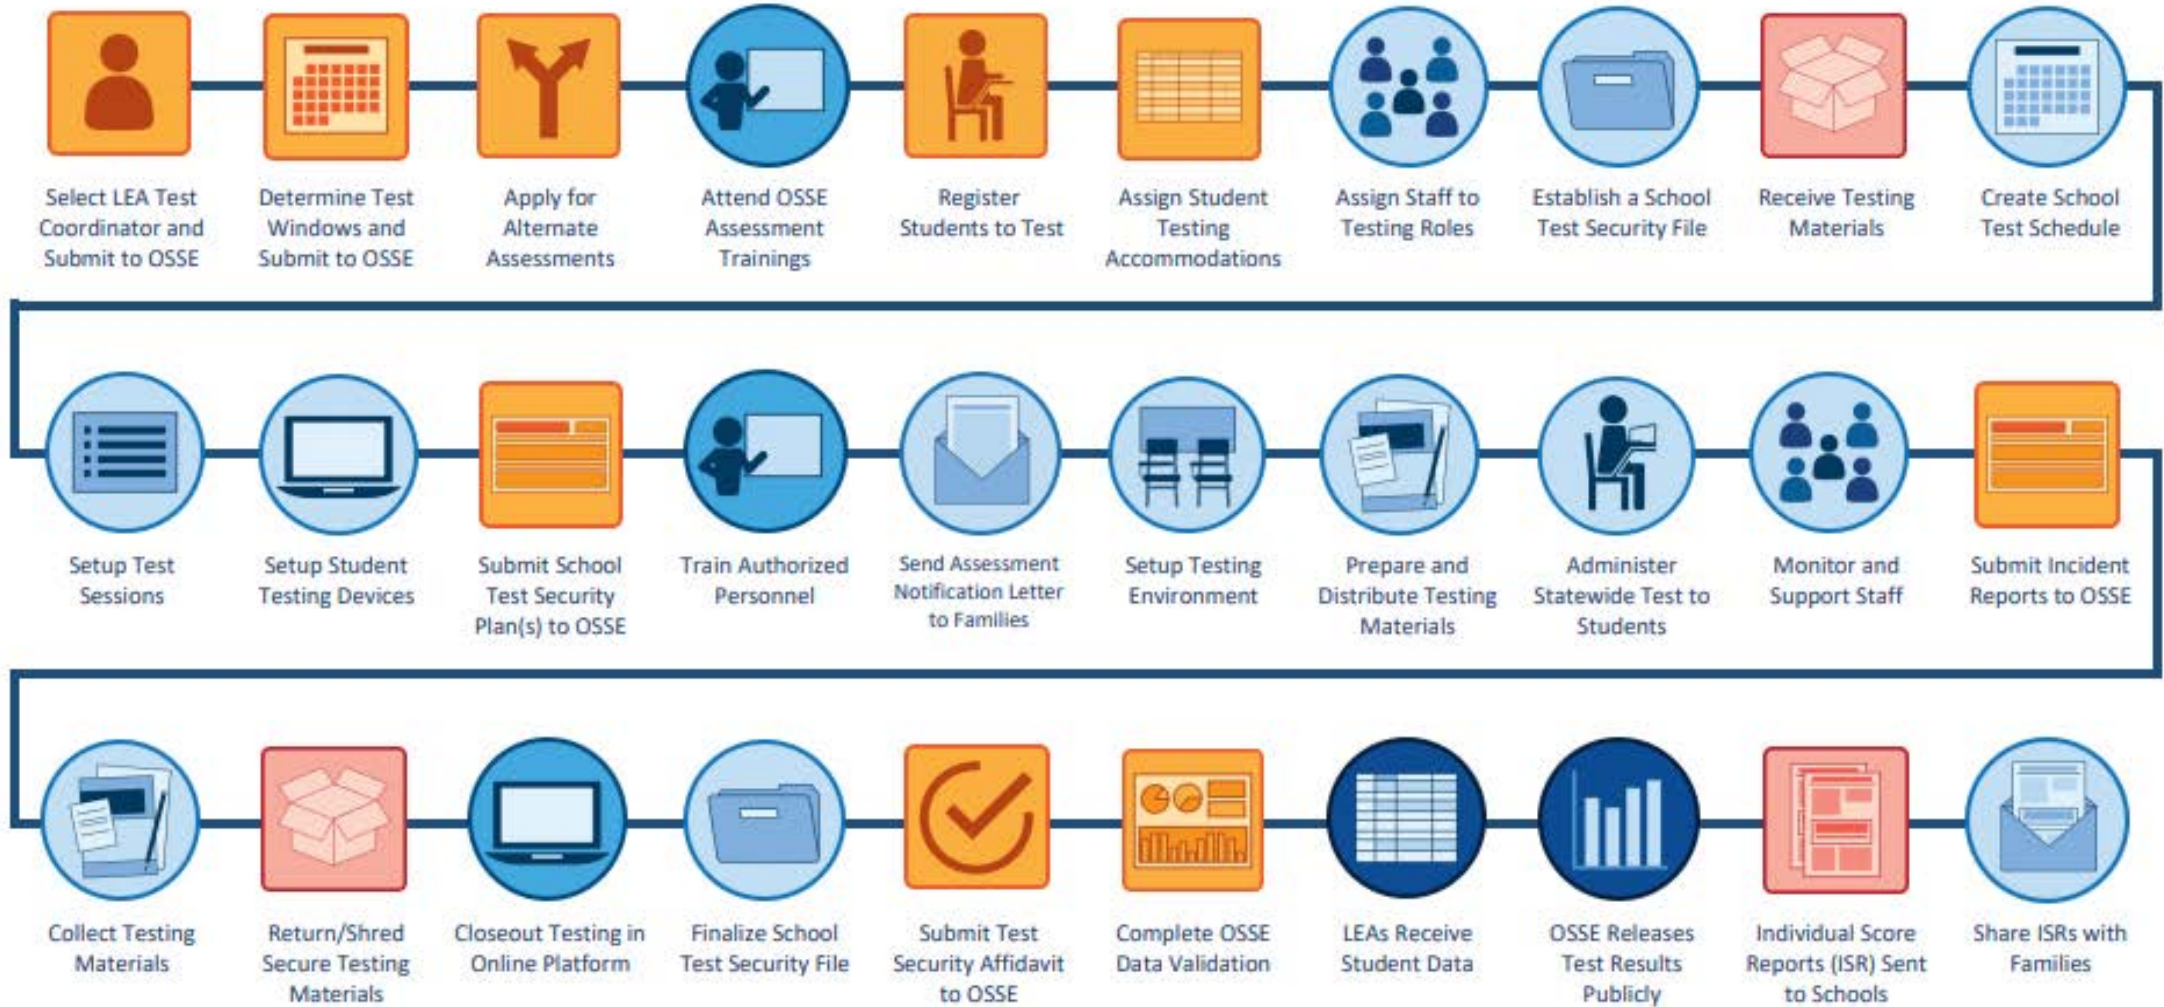 Select LEA Test
Coordinator and
Submit to OSSE
Determine Test
Windows and
Submit to OSSE
Apply for
Alternate
Assessments
Attend OSSE
Assessment
Trainings
Register
Students to Test
Assign Student
Testing
Accommodations
Assign Staff to
Testing Roles
Establish a School
Test Security File
Receive Testing
Materials
Create School
Test Schedule
Setup Test
Sessions
Setup Student
Testing Devices
Submit School
Test Security
Plan(s) to OSSE
Train Authorized
Personnel
Send Assessment
Notification Letter
to Families
Setup Testing
Environment
Prepare and
Distribute Testing
Materials
Administer
Statewide Test to
Students
Monitor and
Support Staff
Submit Incident
Reports to OSSE
Collect Testing
Materials
Return/Shred
Secure Testing
Materials
Closeout Testing in
Online Platform
Finalize School
Test Security File
Submit Test
Security Affidavit
to OSSE
Complete OSSE
Data Validation
LEAs Receive
Student Data
OSSE Releases
Test Results
Publicly
Individual Score
Reports (ISR) Sent
to Schools
Share ISRs with
Families